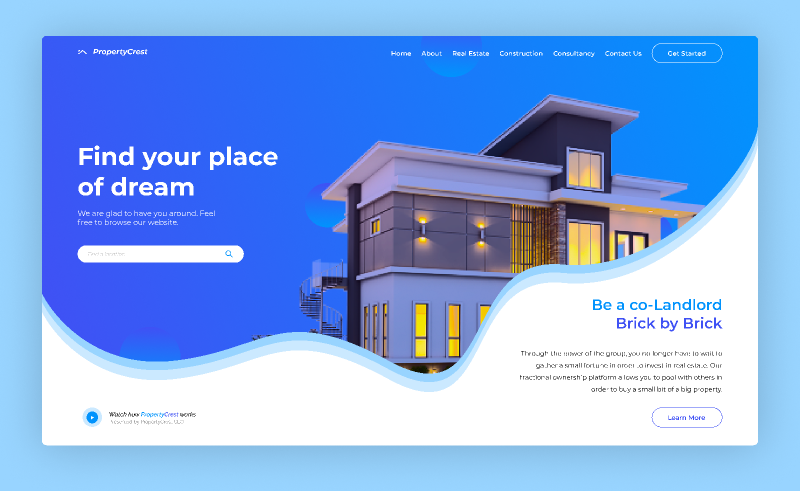 PropertyCrest
Home About Real Estate Construction Consultancy Contact Us Get Started
Find your place
of dream
We are glad to have you around. Feel
free to browse our website.
Be a co-Landlord
Brick by Brick
Through the power of the group, you no longer have to wait to
gather a small fortune in order to invest in real estate. Our
fractional ownership platform allows you to pool with others in
order to buy a small bit of a big property.
Watch how PropertyCrest works
Presented by PropertyCrest,
Learn More